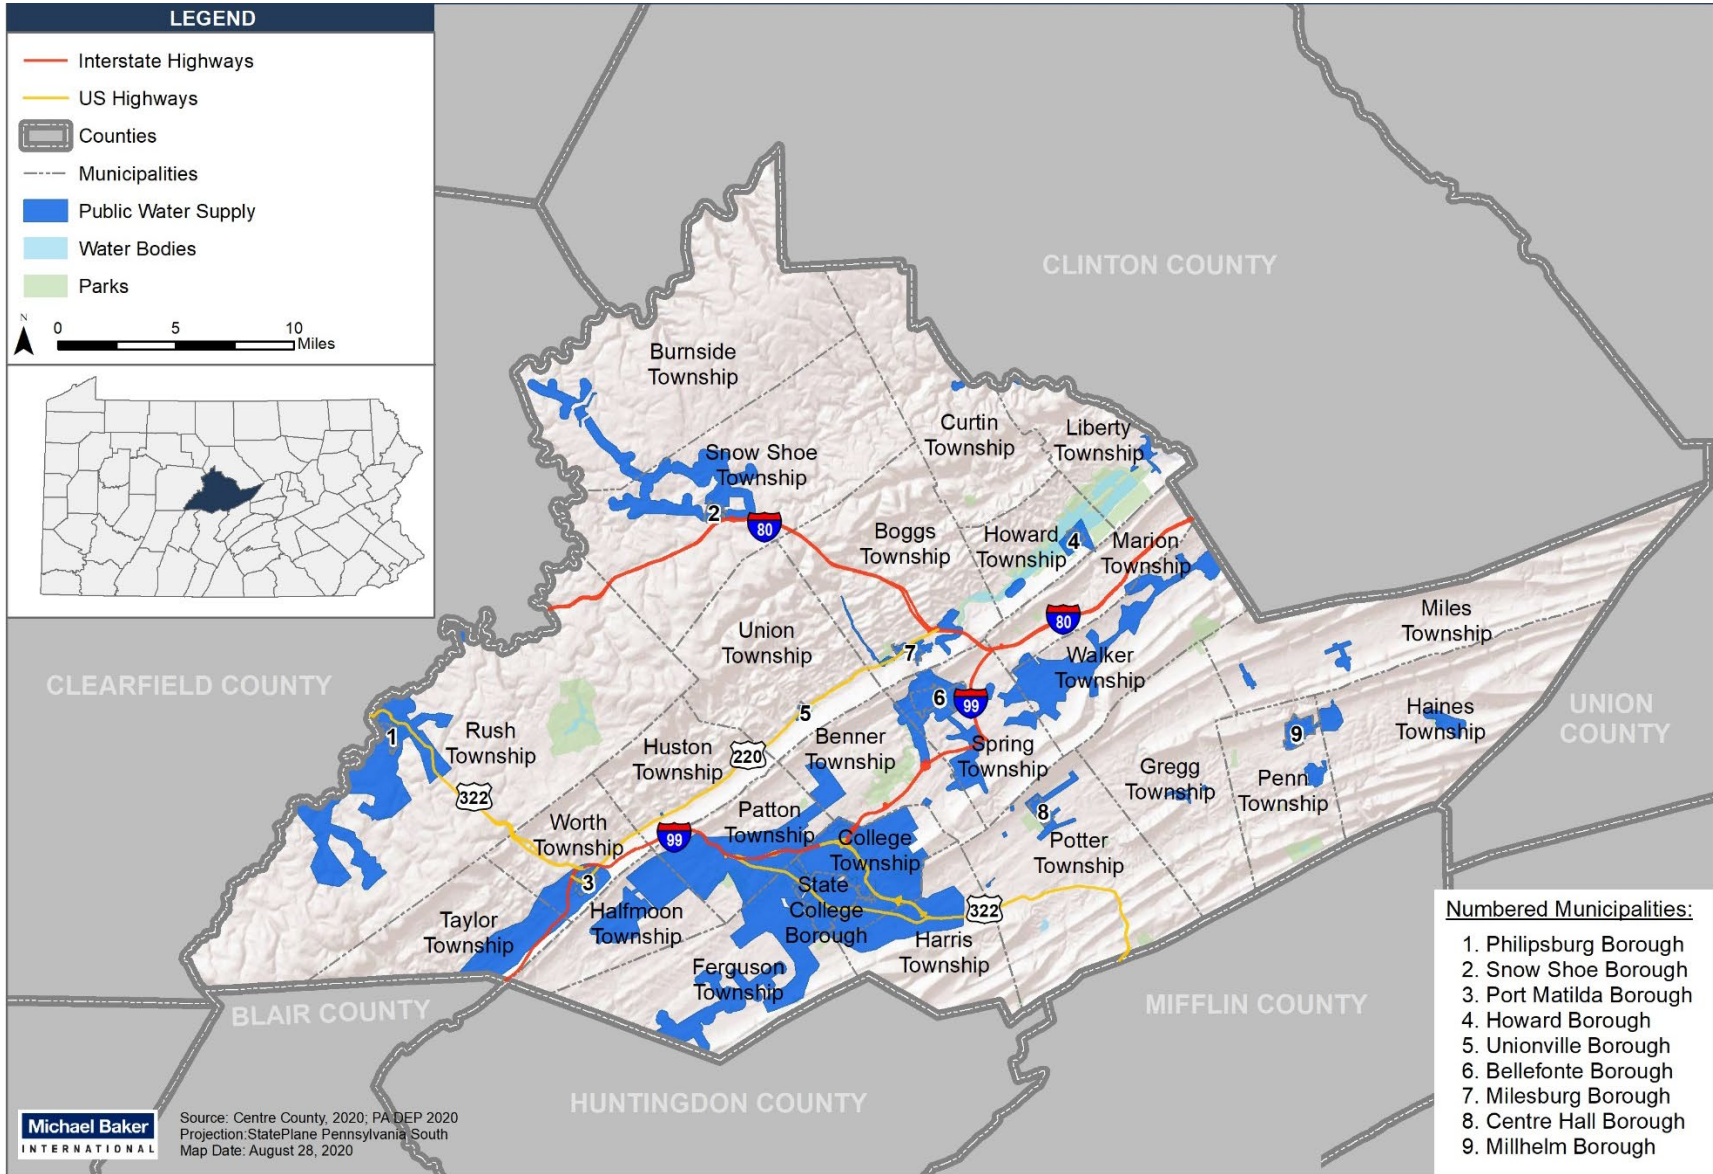 LEGEND
Interstate Highways
US Highways
Counties
Municipalities
Public Water Supply
Water Bodies
Parks
N
0 5 10
Miles
CLINTON COUNTY
Burnside
Township
Curtin
Township
Liberty
Township
Snow Shoe
Township
2
80
Boggs
Township
Howard
Township
4
Marion
Township
80
Miles
Township
Union
Township
7
Walker
Township
CLEARFIELD COUNTY
6
99
5
Haines
Township
UNION
COUNTY
1
Rush
Township
Huston
Township
220
Benner
Township
Spring
Township
9
Gregg
Township
Penn
Township
322
Worth
Township
99
Patton
Township
College
Township
8
Potter
Township
3
State
College
Borough
322
Taylor
Township
Halfmoon
Township
Harris
Township
Ferguson
Township
BLAIR COUNTY
MIFFLIN COUNTY
HUNTINGDON COUNTY
Numbered Municipalities:
1. Philipsburg Borough
2. Snow Shoe Borough
3. Port Matilda Borough
4. Howard Borough
5. Unionville Borough
6. Bellefonte Borough
7. Milesburg Borough
8. Centre Hall Borough
9. Millhelm Borough
Michael Baker
INTERNATIONAL
Source: Centre County, 2020; PA DEP 2020
Projection:StatePlane Pennsylvania South
Map Date: August 28, 2020